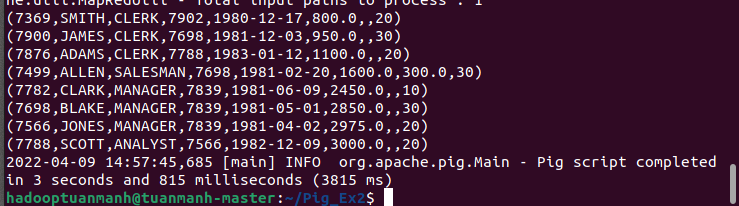 ne.util.MapRedUtil - Total input paths to process : 1
(7369,SMITH,CLERK,7902,1980-12-17,800.0,,20)
(7900,JAMES,CLERK,7698,1981-12-03,950.0,,30)
(7876,ADAMS,CLERK,7788,1983-01-12,1100.0,,20)
(7499,ALLEN,SALESMAN,7698,1981-02-20,1600.0,300.0,30)
(7782,CLARK,MANAGER,7839,1981-06-09,2450.0,,10)
(7698,BLAKE,MANAGER,7839,1981-05-01,2850.0,,30)
(7566,JONES,MANAGER,7839,1981-04-02,2975.0,,20)
(7788,SCOTT,ANALYST,7566,1982-12-09,3000.0,,20)
2022-04-09 14:57:45,685 [main] INFO  org.apache.pig.Main - Pig script completed
in 3 seconds and 815 milliseconds (3815 ms)
hadooptuanmanh@tuanmanh-master:~/Pig_Ex2$